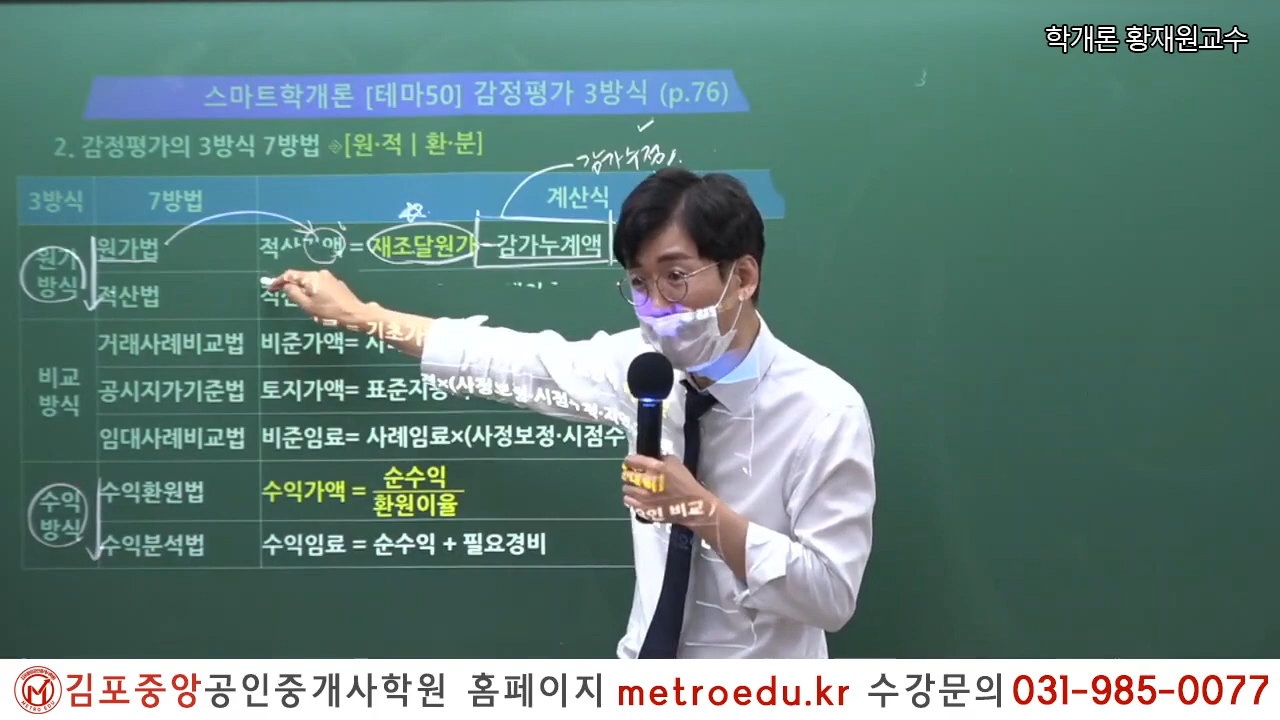 학개론 황재원교수
스마트학개론 [테마50] 감정평가 3방식 (p.76)
2. 감정평가의 3방식 7방법 [원·적 | 환·분]
감가수정
3방식 7방법 계산식
원가방식 원가법 = 재조달원가 - 감가누계액
적산법
비교방식 거래사례비교법 비준가액=
공시지가기준법 토지가액=
임대사례비교법 비준임료= 사례임료×(사정보정·시점수
수익방식 수익환원법 수익가액 = 순수익
환원이율
수익분석법 수익임료 = 순수익 + 필요경비
김포중앙공인중개사학원 홈페이지 metroedu.kr 수강문의 031-985-0077